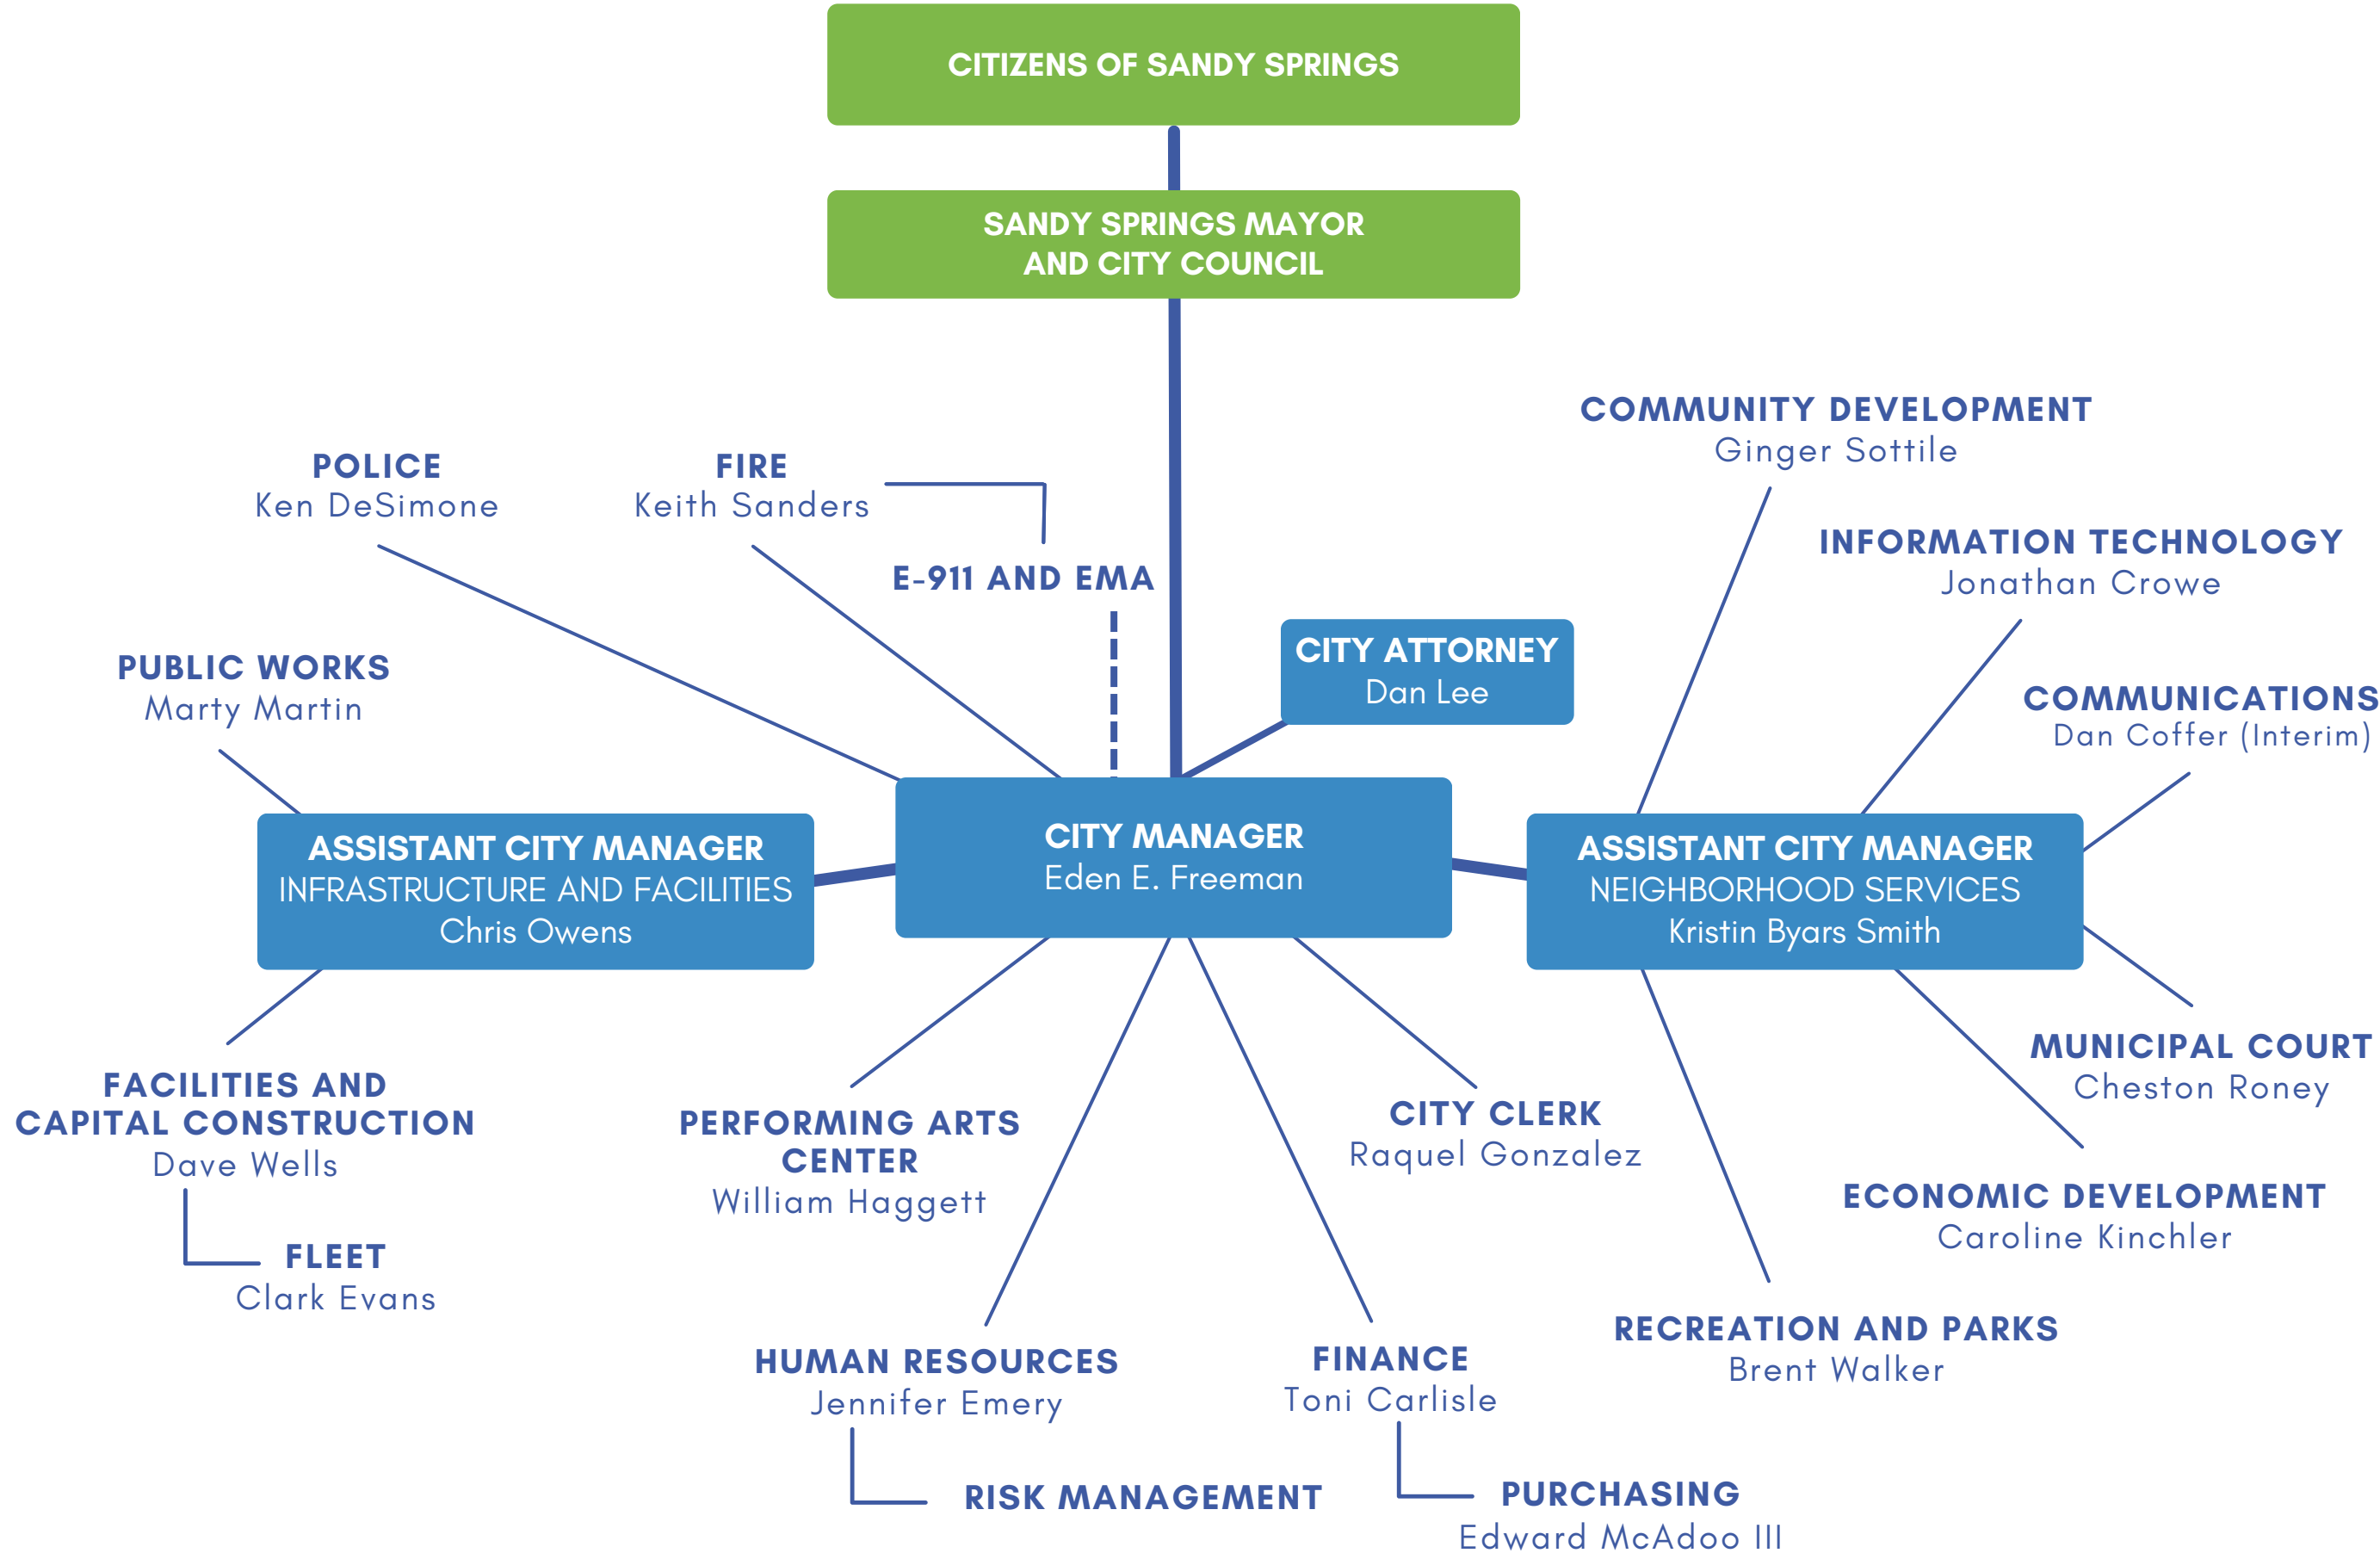 CITIZENS OF SANDY SPRINGS
SANDY SPRINGS MAYOR
AND CITY COUNCIL
COMMUNITY DEVELOPMENT
Ginger Sottile
POLICE
Ken DeSimone
FIRE
Keith Sanders
INFORMATION TECHNOLOGY
Jonathan Crowe
E-911 AND EMA
CITY ATTORNEY
Dan Lee
PUBLIC WORKS
Marty Martin
COMMUNICATIONS
Dan Coffer (Interim)
ASSISTANT CITY MANAGER
INFRASTRUCTURE AND FACILITIES
Chris Owens
CITY MANAGER
Eden E. Freeman
ASSISTANT CITY MANAGER
NEIGHBORHOOD SERVICES
Kristin Byars Smith
MUNICIPAL COURT
Cheston Roney
FACILITIES AND
CAPITAL CONSTRUCTION
Dave Wells
PERFORMING ARTS
CENTER
William Haggett
CITY CLERK
Raquel Gonzalez
ECONOMIC DEVELOPMENT
Caroline Kinchler
FLEET
Clark Evans
RECREATION AND PARKS
Brent Walker
HUMAN RESOURCES
Jennifer Emery
FINANCE
Toni Carlisle
RISK MANAGEMENT
PURCHASING
Edward McAdoo III